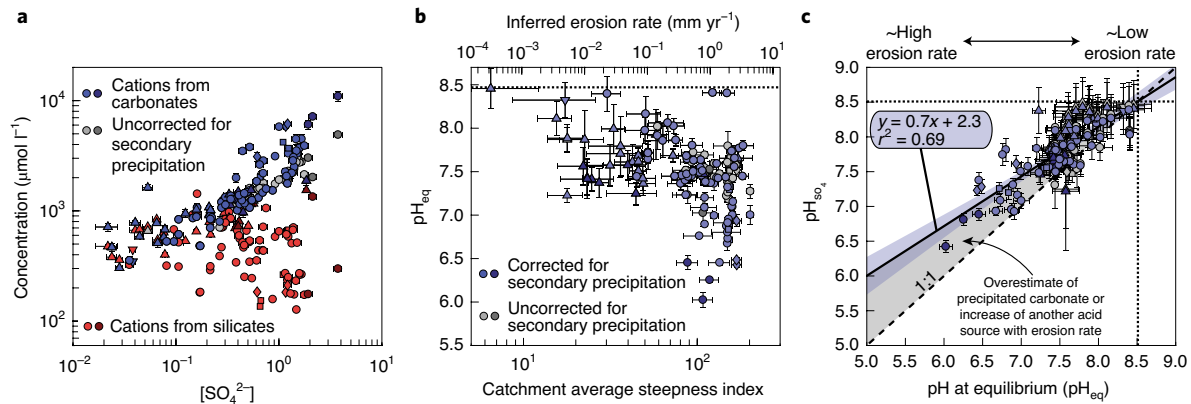 a
Concentration (μmol l⁻¹)
10⁴
10³
10²
Cations from
carbonates
Uncorrected for
secondary
precipitation
Cations from silicates
10⁻² 10⁻¹ 10⁰ 10¹
[SO₄²⁻]
b
Inferred erosion rate (mm yr⁻¹)
10⁻⁴ 10⁻³ 10⁻² 10⁻¹ 10⁰ 10¹
pHeq
8.5
8.0
7.5
7.0
6.5
6.0
5.5
Corrected for
secondary precipitation
Uncorrected for
secondary precipitation
10¹ 10²
Catchment average steepness index
c
~High
erosion rate
~Low
erosion rate
pHSO₄
9.0
8.5
8.0
7.5
7.0
6.5
6.0
5.5
5.0
y = 0.7x + 2.3
r² = 0.69
1:1
Overestimate of
precipitated carbonate or
increase of another acid
source with erosion rate
5.0 5.5 6.0 6.5 7.0 7.5 8.0 8.5 9.0
pH at equilibrium (pHeq)